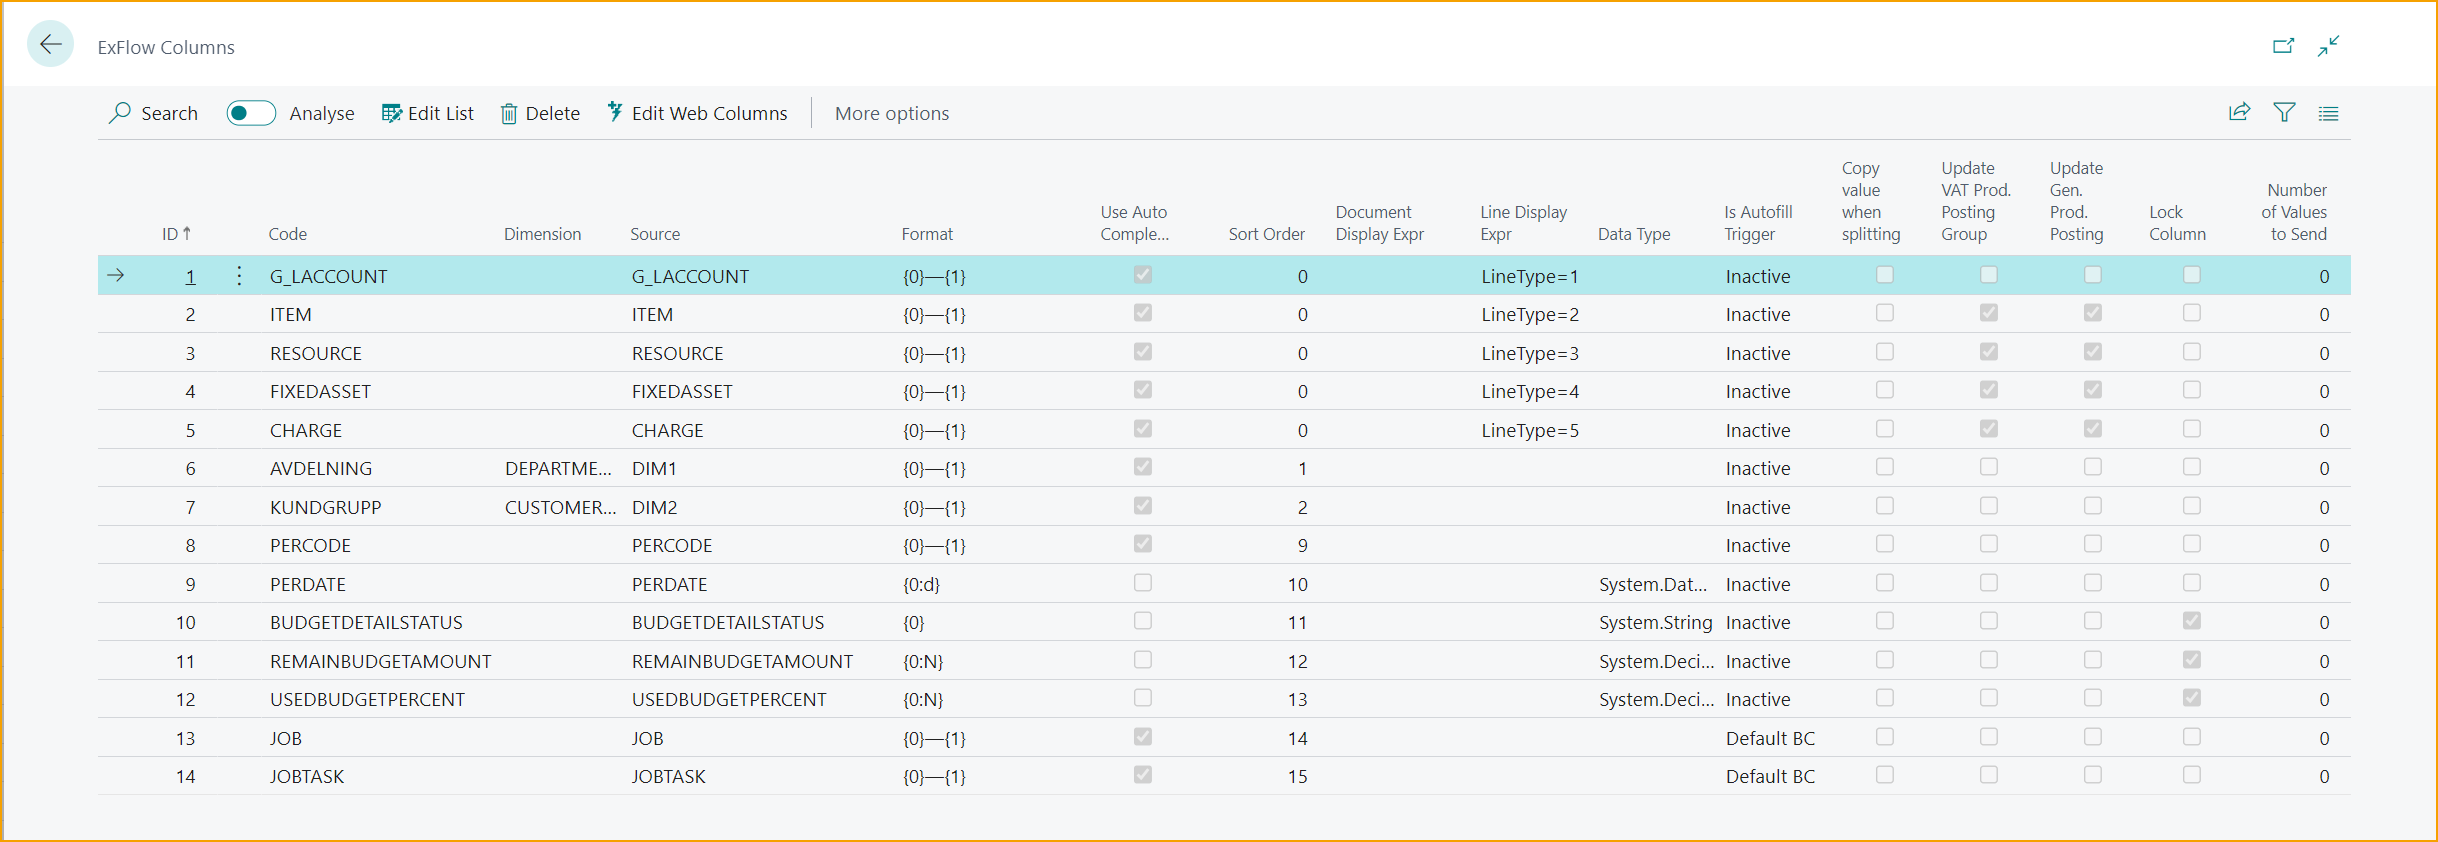 ExFlow Columns
Search Analyse Edit List Delete Edit Web Columns More options
ID↑ Code Dimension Source Format Use Auto Comple... Sort Order Document Display Expr Line Display Expr Data Type Is Autofill Trigger Copy value when splitting Update VAT Prod. Posting Group Update Gen. Prod. Posting Lock Column Number of Values to Send
1 G_LACCOUNT G_LACCOUNT {0}—{1} 0 LineType=1 Inactive 0
2 ITEM ITEM {0}—{1} 0 LineType=2 Inactive 0
3 RESOURCE RESOURCE {0}—{1} 0 LineType=3 Inactive 0
4 FIXEDASSET FIXEDASSET {0}—{1} 0 LineType=4 Inactive 0
5 CHARGE CHARGE {0}—{1} 0 LineType=5 Inactive 0
6 AVDELNING DEPARTME... DIM1 {0}—{1} 1 Inactive 0
7 KUNDGRUPP CUSTOMER... DIM2 {0}—{1} 2 Inactive 0
8 PERCODE PERCODE {0}—{1} 9 Inactive 0
9 PERDATE PERDATE {0:d} 10 System.Dat... Inactive 0
10 BUDGETDETAILSTATUS BUDGETDETAILSTATUS {0} 11 System.String Inactive 0
11 REMAINBUDGETAMOUNT REMAINBUDGETAMOUNT {0:N} 12 System.Deci... Inactive 0
12 USEDBUDGETPERCENT USEDBUDGETPERCENT {0:N} 13 System.Deci... Inactive 0
13 JOB JOB {0}—{1} 14 Default BC 0
14 JOBTASK JOBTASK {0}—{1} 15 Default BC 0